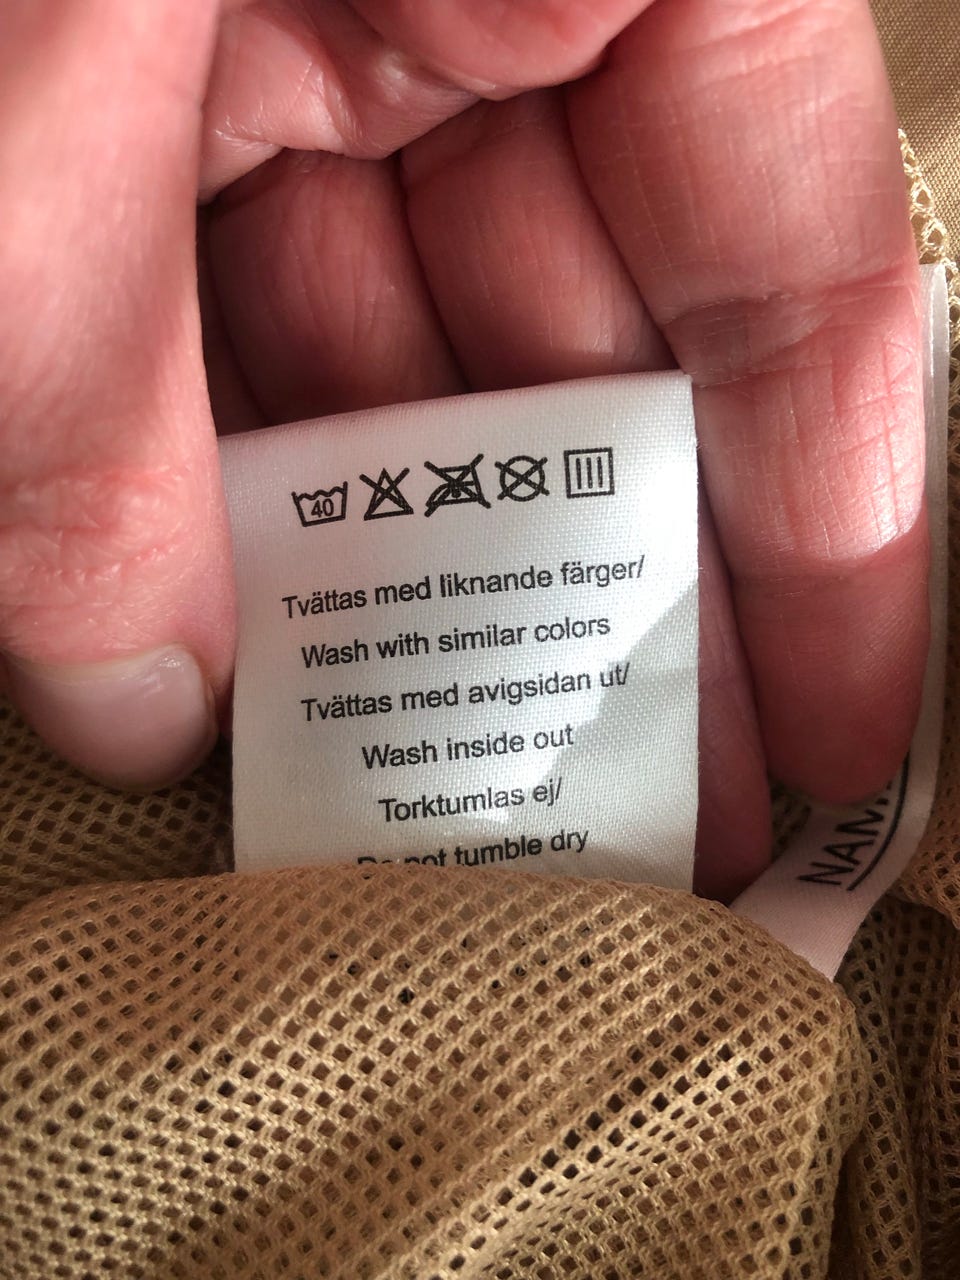 40
Tvättas med liknande färger/
Wash with similar colors
Tvättas med avigsidan ut/
Wash inside out
Torktumlas ej/
Do not tumble dry